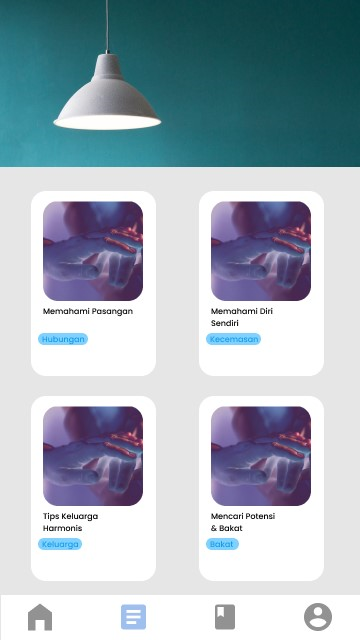 Memahami Pasangan
Hubungan
Memahami Diri
Sendiri
Kecemasan
Tips Keluarga
Harmonis
Keluarga
Mencari Potensi
& Bakat
Bakat